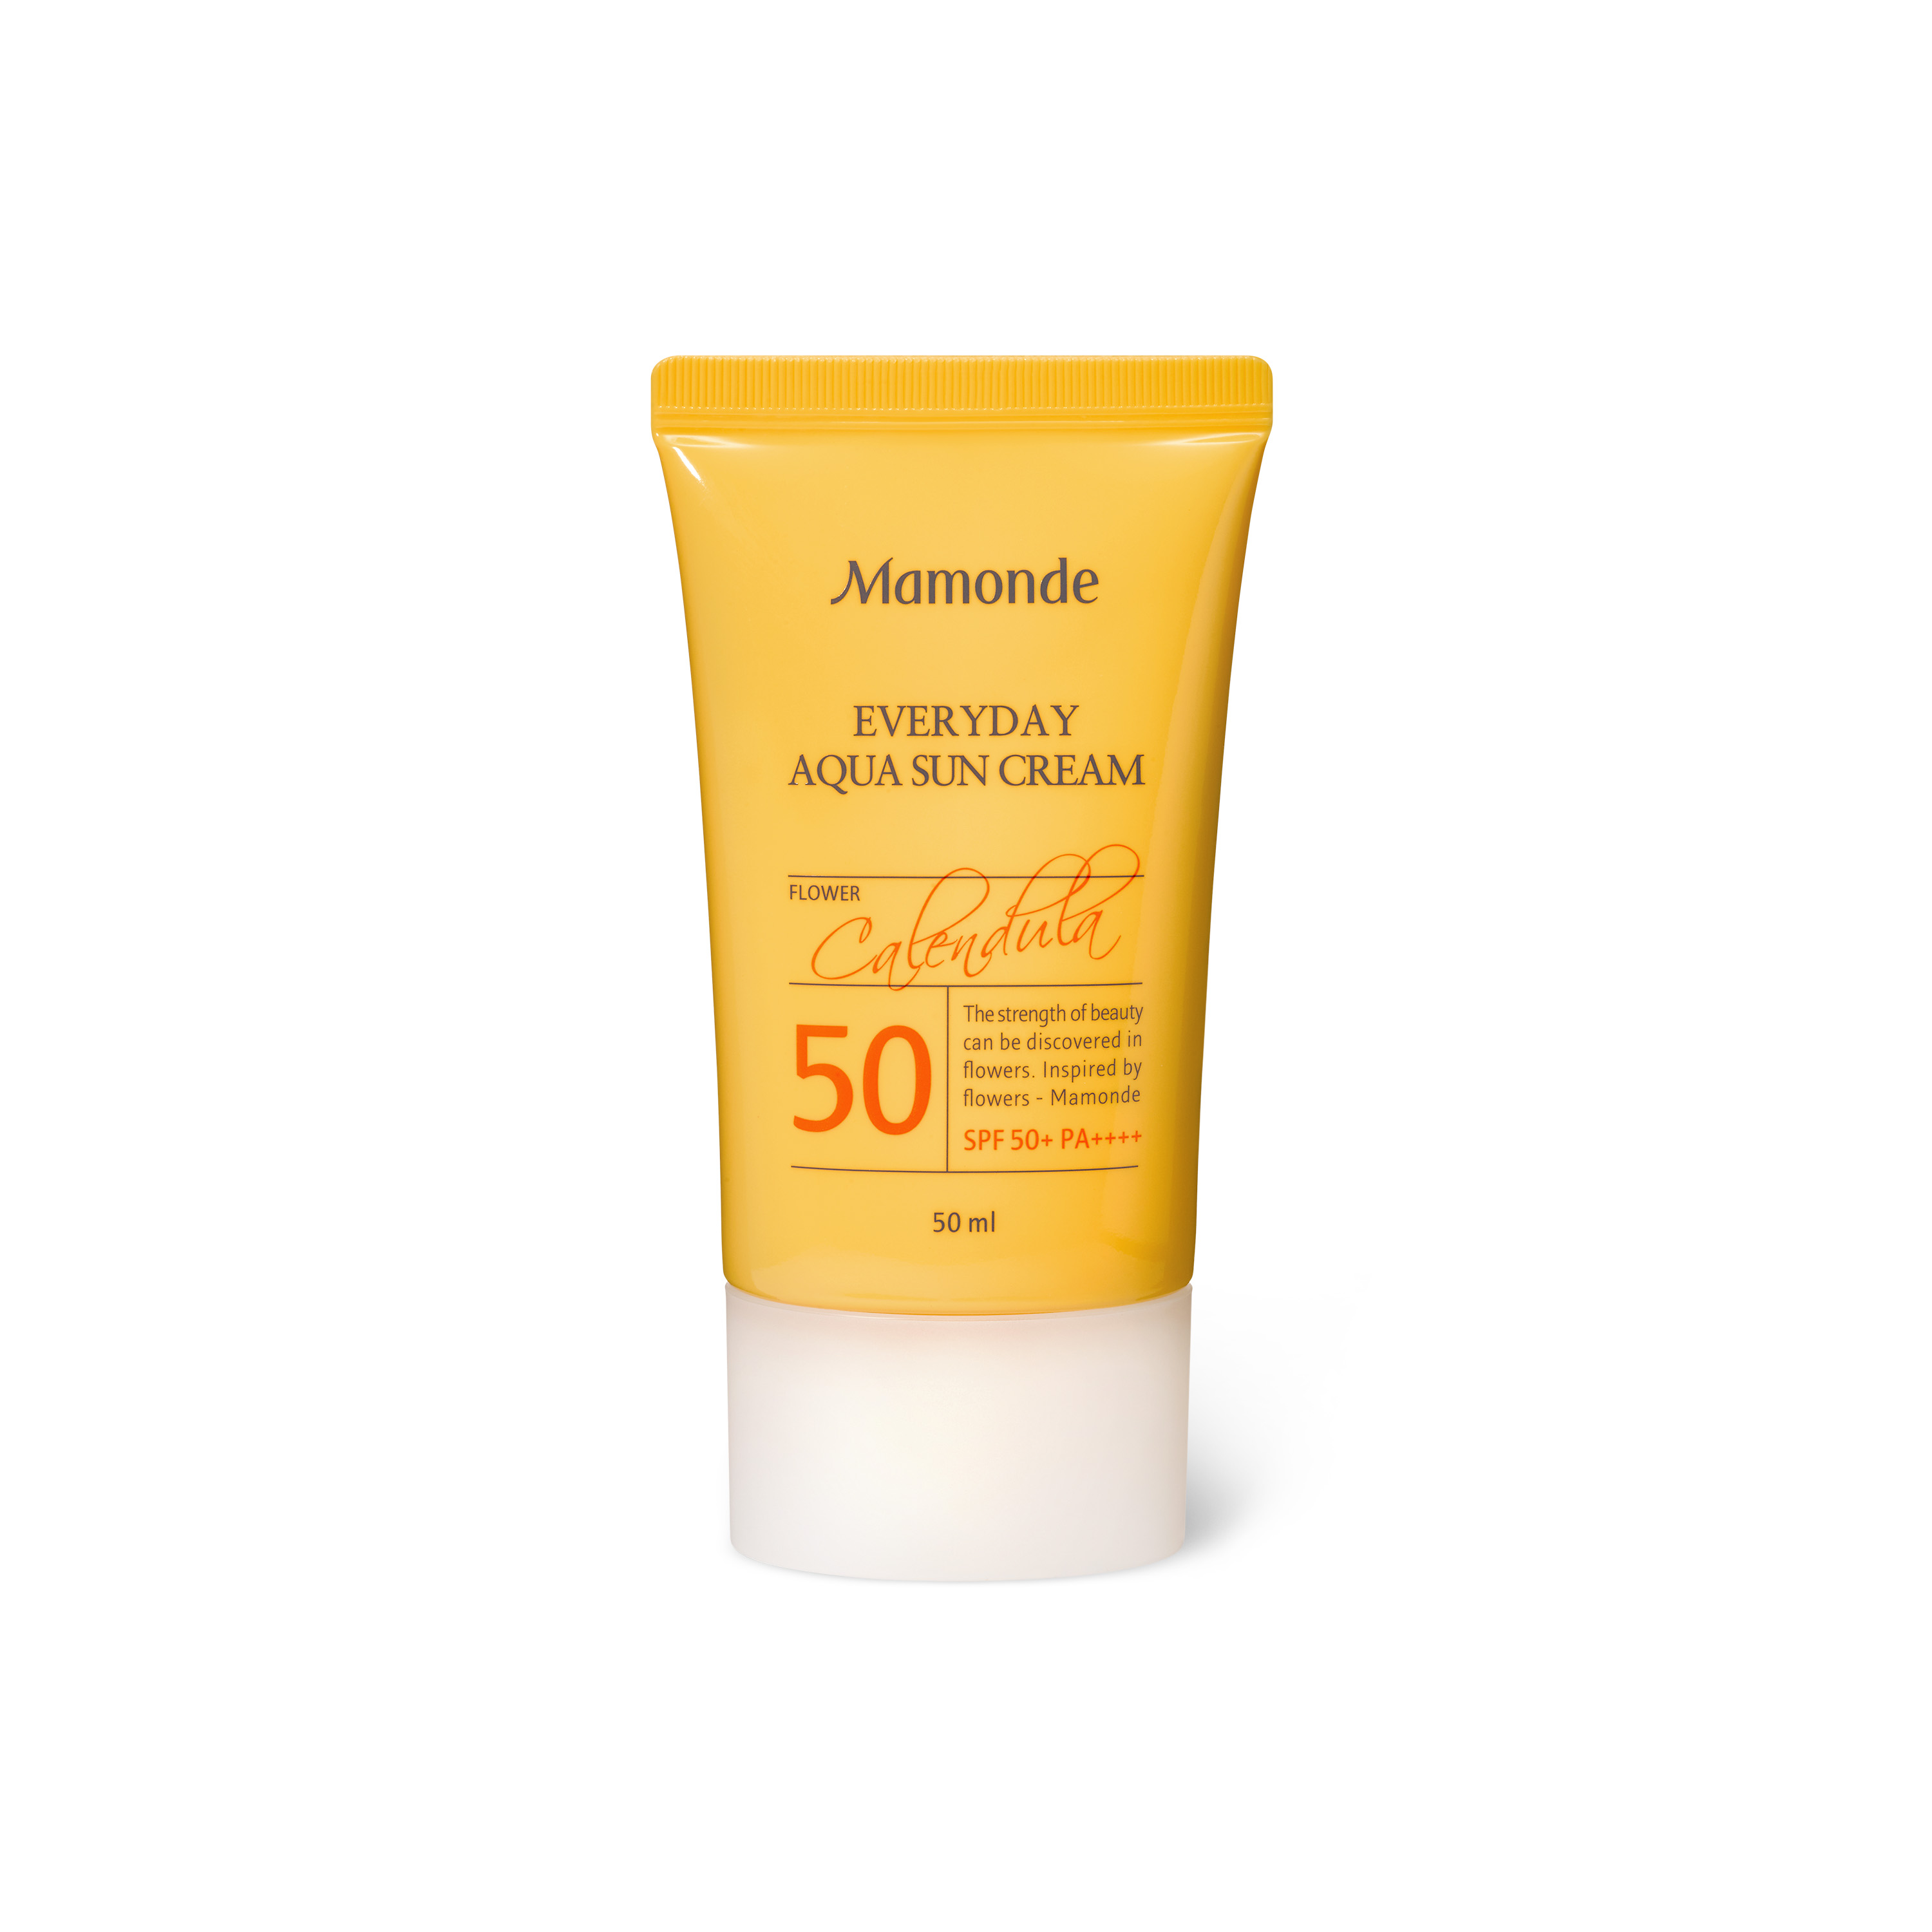 Mamonde
EVERYDAY
AQUA SUN CREAM
FLOWER
Calendula
50
The strength of beauty
can be discovered in
flowers. Inspired by
flowers - Mamonde
SPF 50+ PA++++
50 ml